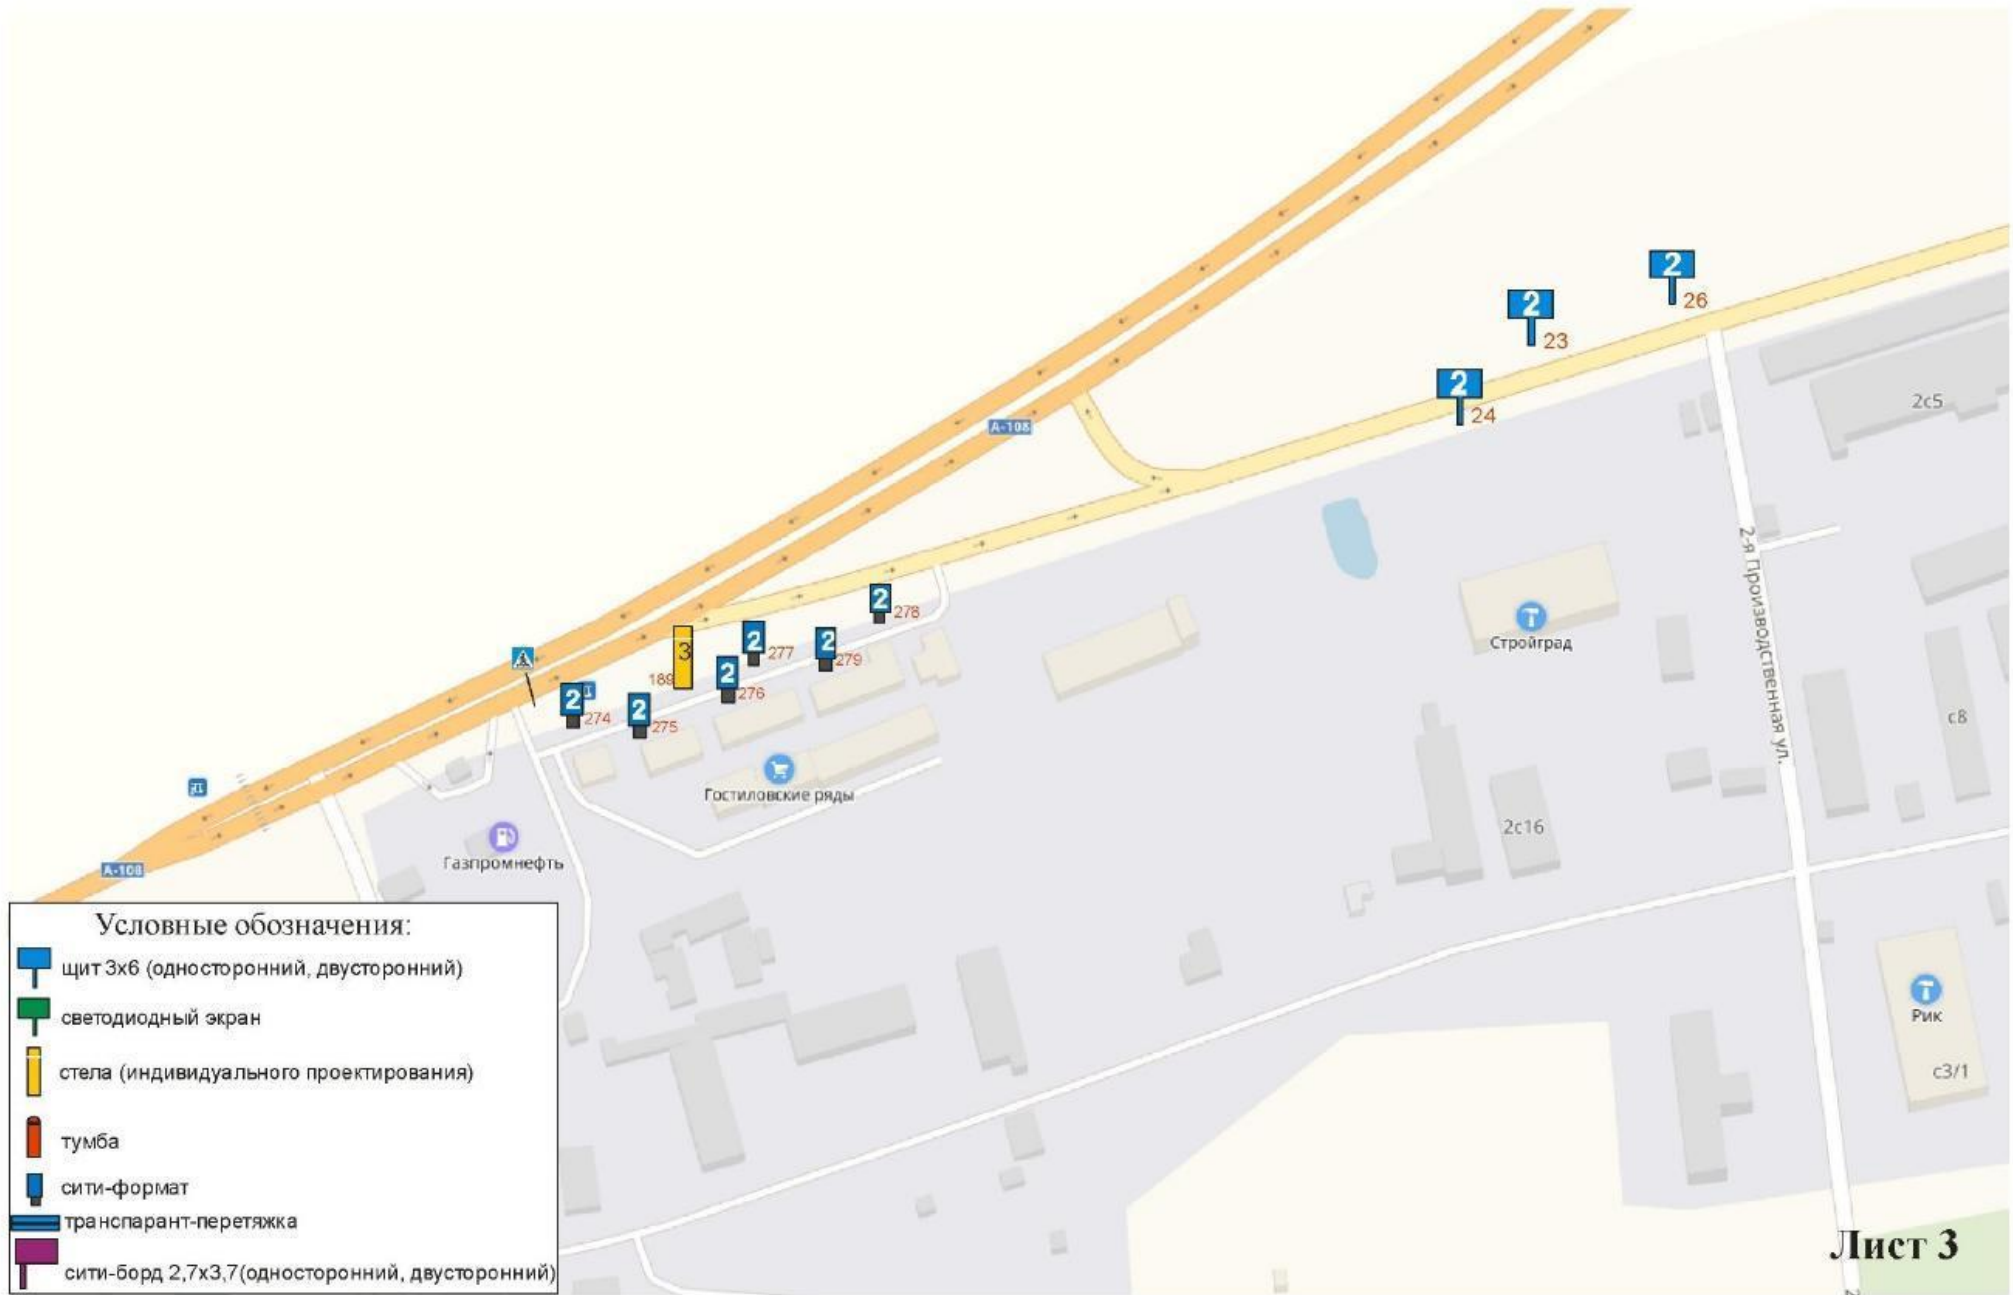 2
26
2
23
2
24
2с5
А-108
2-я Производственная ул.
2
278
Стройград
3
189
2
277
2
279
2
276
2
274
2
275
с8
Гостиловские ряды
2с16
Газпромнефть
А-108
Рик
с3/1
Условные обозначения:
щит 3х6 (односторонний, двусторонний)
светодиодный экран
стела (индивидуального проектирования)
тумба
сити-формат
транспарант-перетяжка
сити-борд 2,7х3,7(односторонний, двусторонний)
Лист 3